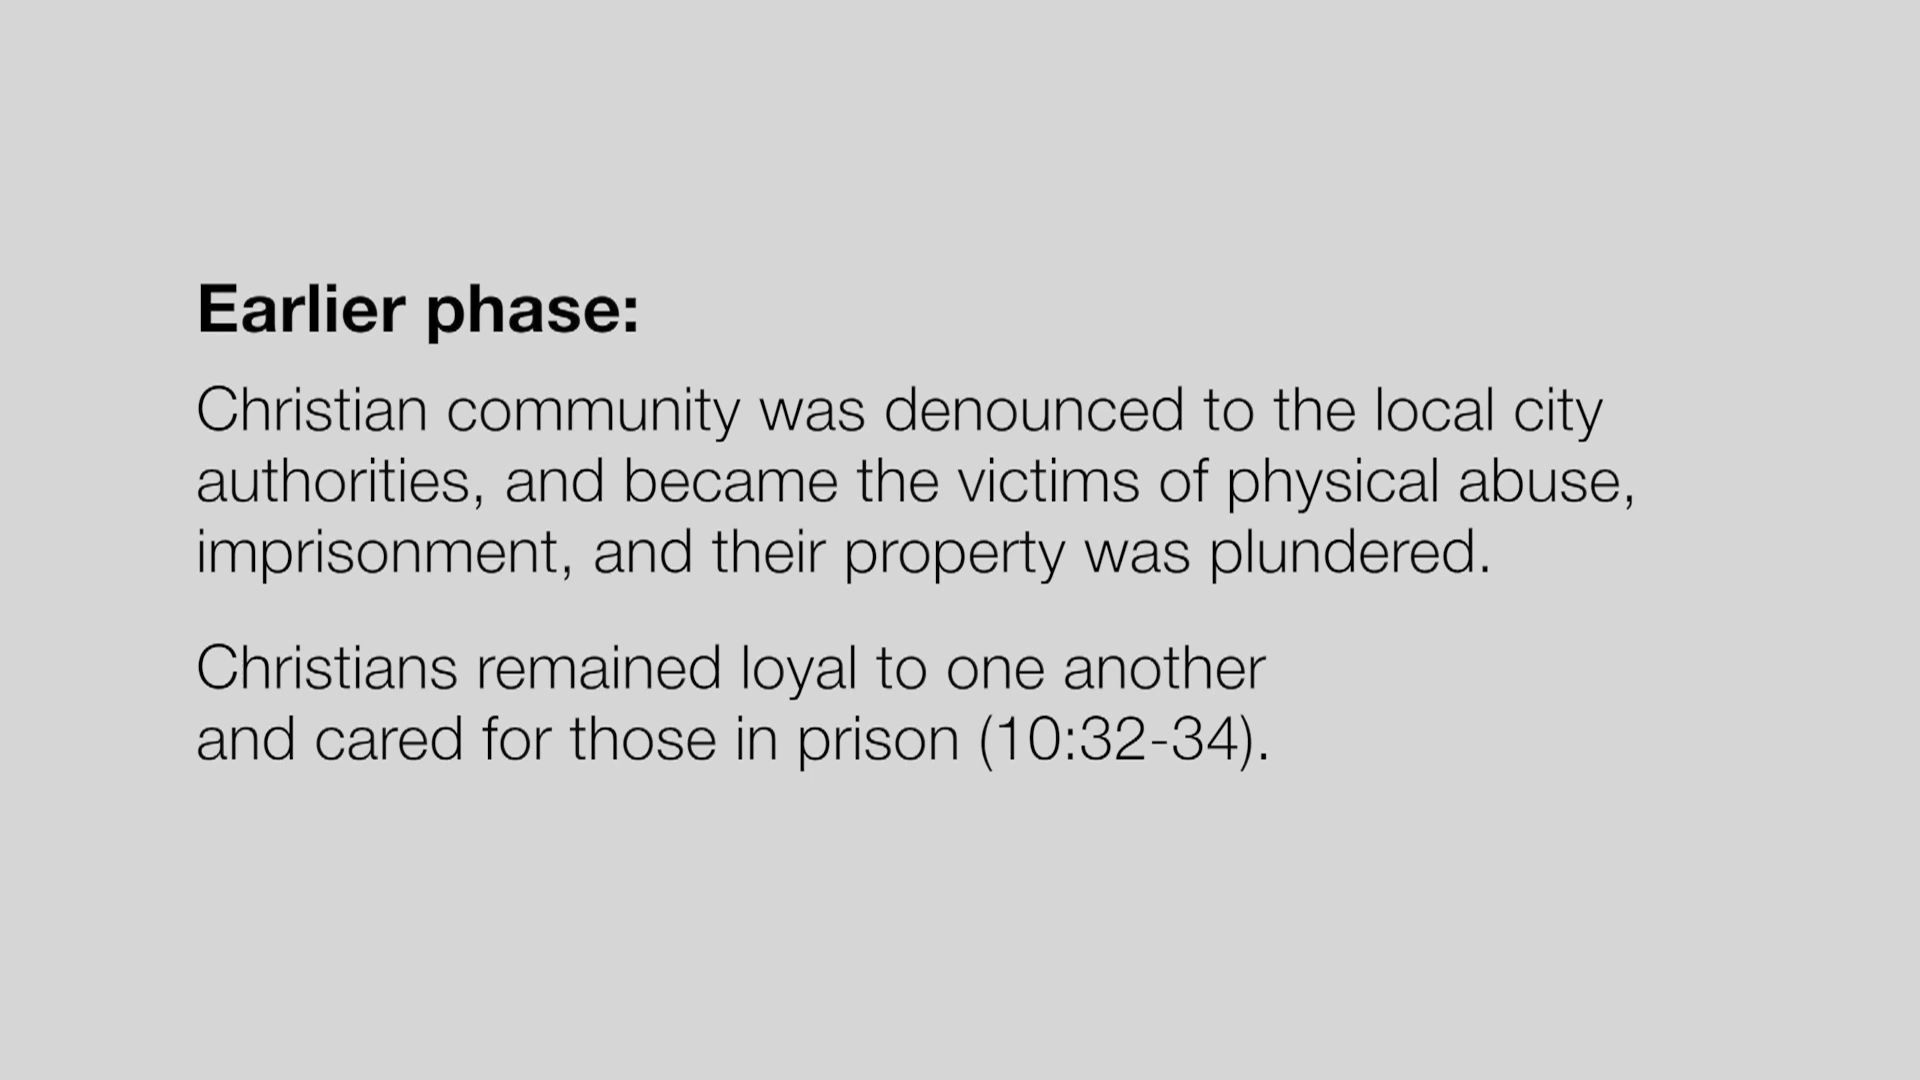 Earlier phase:
Christian community was denounced to the local city
authorities, and became the victims of physical abuse,
imprisonment, and their property was plundered.
Christians remained loyal to one another
and cared for those in prison (10:32-34).